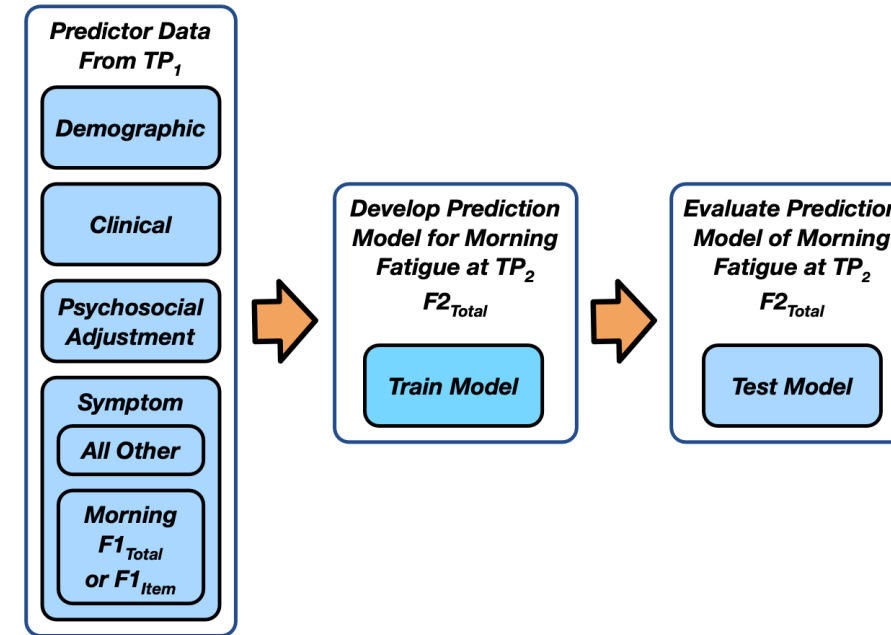 Predictor Data
From TP1
Demographic
Clinical
Psychosocial
Adjustment
Symptom
All Other
Morning
F1Total
or F1Item
Develop Prediction
Model for Morning
Fatigue at TP2
F2Total
Train Model
Evaluate Prediction
Model of Morning
Fatigue at TP2
F2Total
Test Model